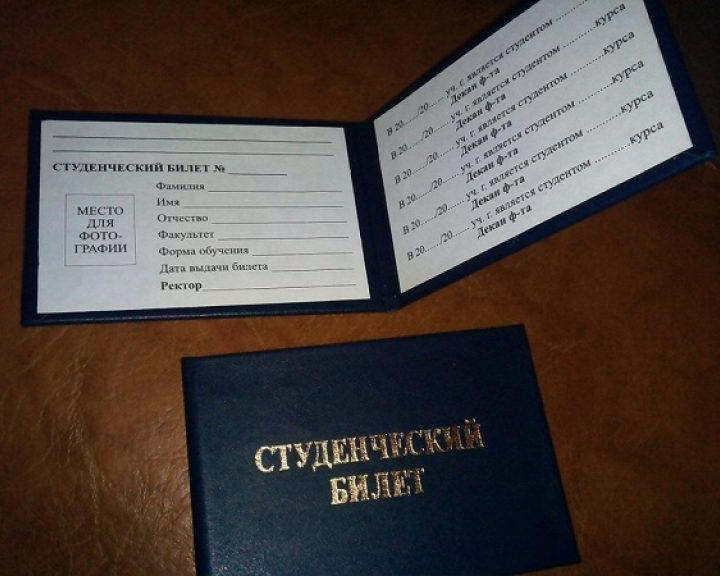 СТУДЕНЧЕСКИЙ БИЛЕТ № ________
МЕСТО
ДЛЯ
ФОТО-
ГРАФИИ
Фамилия
Имя
Отчество
Факультет
Форма обучения
Дата выдачи билета
Ректор
В 20....../20...... уч. г. является студентом ..........курса
Декан ф-та
В 20....../20...... уч. г. является студентом ..........курса
Декан ф-та
В 20....../20...... уч. г. является студентом ..........курса
Декан ф-та
В 20....../20...... уч. г. является студентом ..........курса
Декан ф-та
В 20....../20...... уч. г. является студентом ..........курса
Декан ф-та
СТУДЕНЧЕСКИЙ
БИЛЕТ